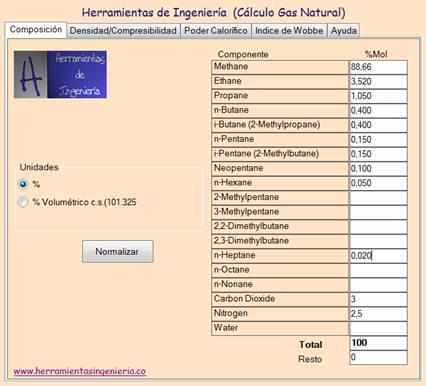 Herramientas de Ingeniería (Cálculo Gas Natural)
Composición Densidad/Compresibilidad Poder Calorífico Indice de Wobbe Ayuda
H Herramientas
de
Ingeniería
Unidades
%
% Volumétrico c.s.(101.325
Normalizar
www.herramientasingenieria.co
Componente %Mol
Methane 88,66
Ethane 3,520
Propane 1,050
n-Butane 0,400
i-Butane (2-Methylpropane) 0,400
n-Pentane 0,150
i-Pentane (2-Methylbutane) 0,150
Neopentane 0,100
n-Hexane 0,050
2-Methylpentane
3-Methylpentane
2,2-Dimethylbutane
2,3-Dimethylbutane
n-Heptane 0,020
n-Octane
n-Nonane
Carbon Dioxide 3
Nitrogen 2,5
Water
Total 100
Resto 0